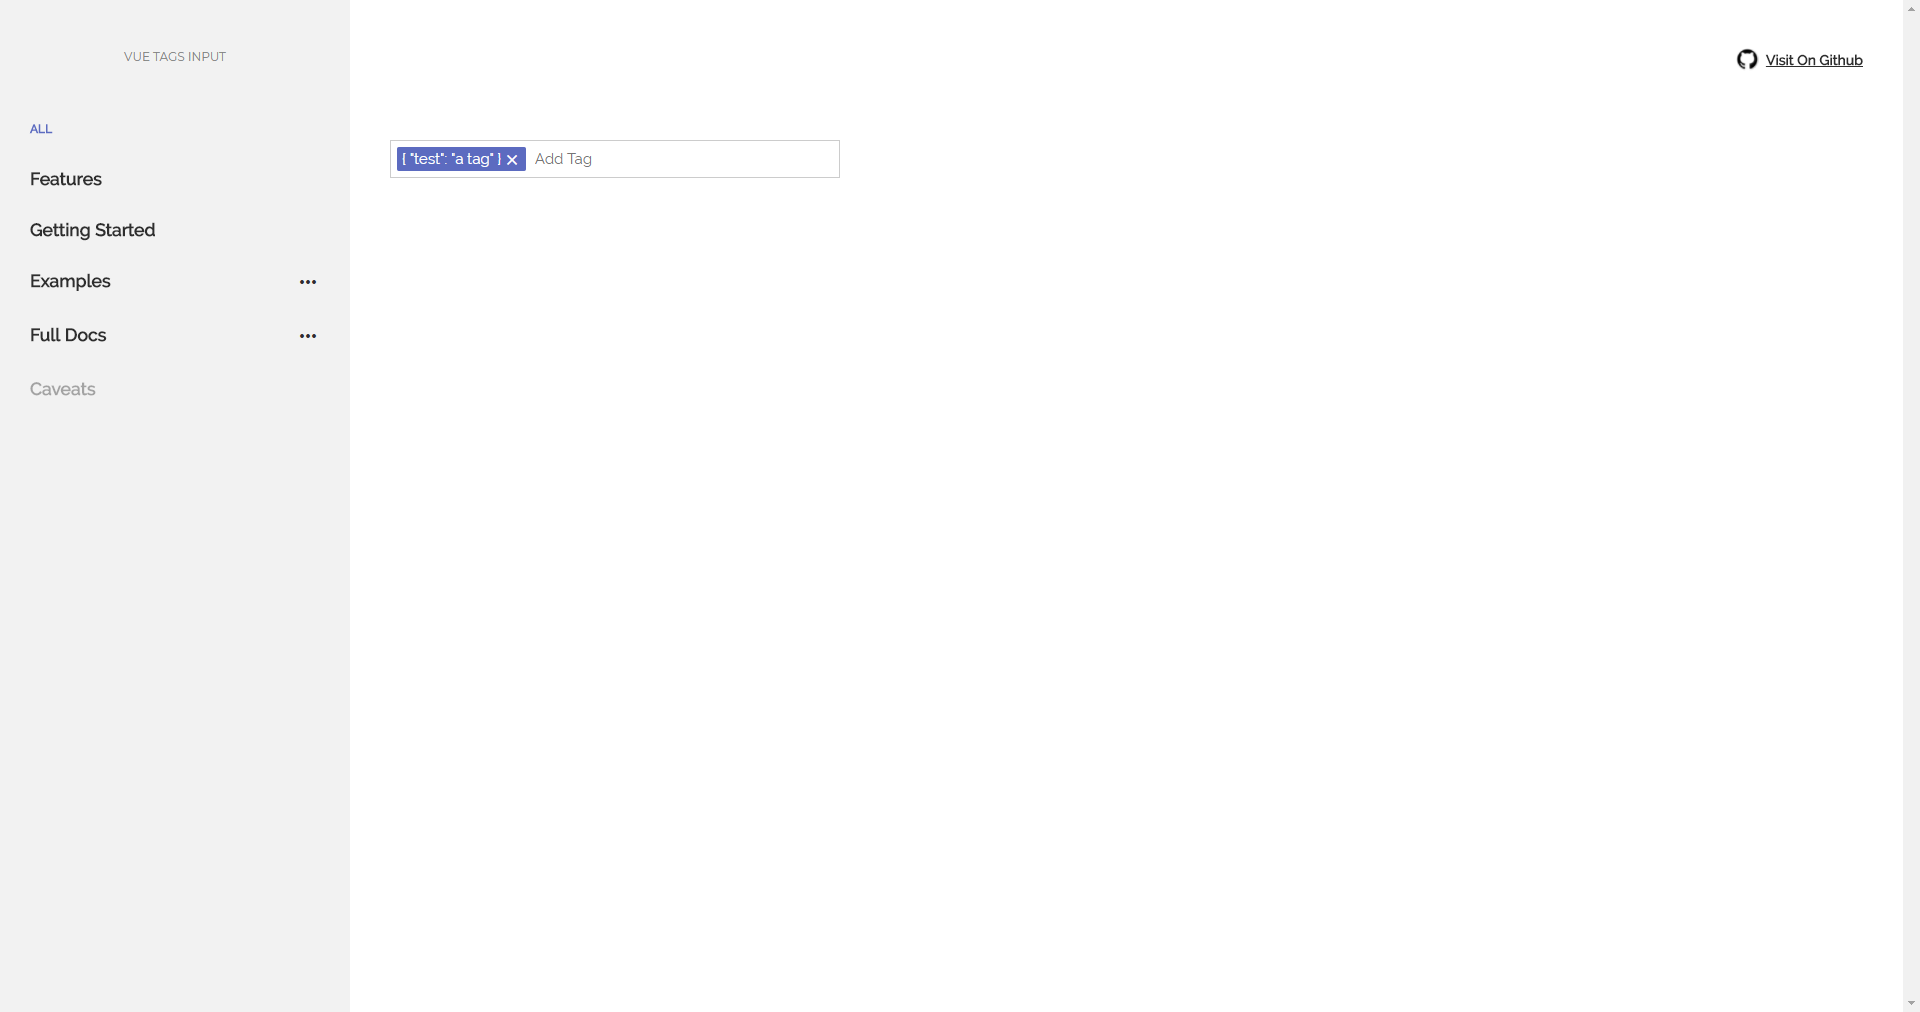 VUE TAGS INPUT
ALL
Features
Getting Started
Examples
Full Docs
Caveats
Visit On Github
{ "test": "a tag" } Add Tag